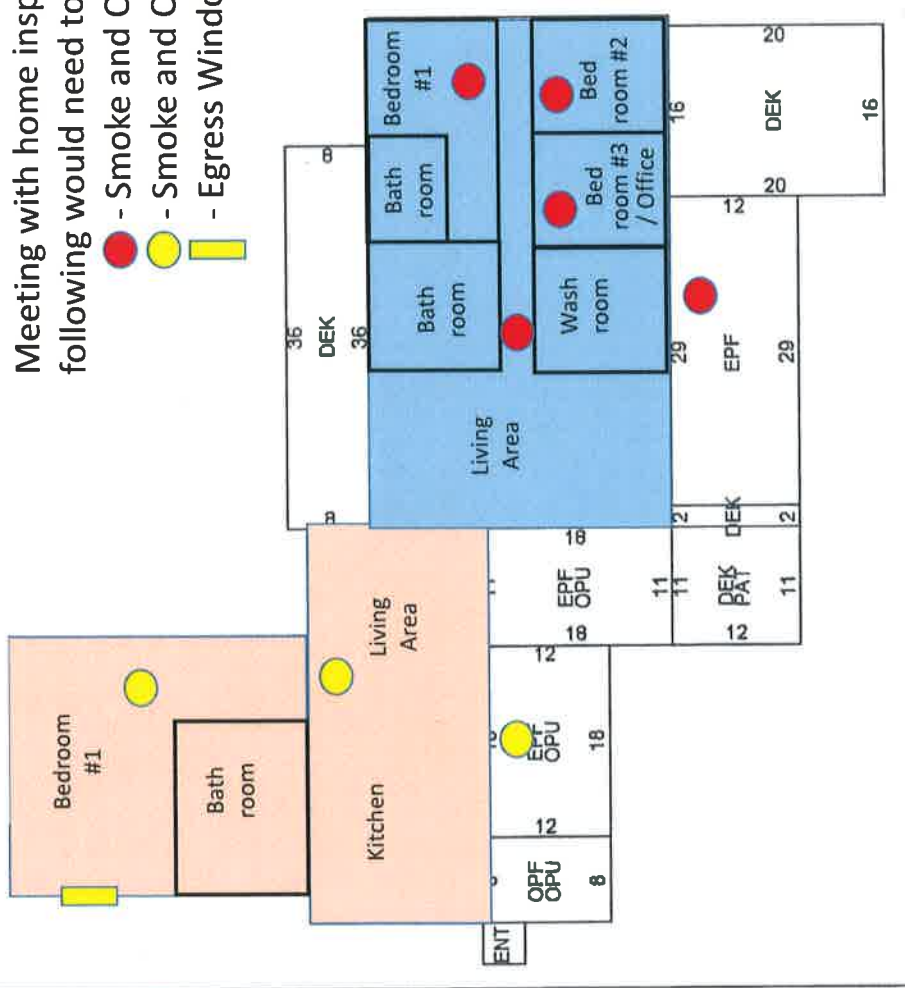 Meeting with home insp
following would need to
- Smoke and C
- Smoke and C
- Egress Windo
Bedroom
#1
Bath
room
Kitchen
Living
Area
8
36
DEK
36
8
Bath
room
Bedroom
#1
Bath
room
Living
Area
Wash
room
Bed
room #3
/ Office
Bed
room #2
ENT
OPF
OPU
8
12
EPF
OPU
18
12
18
EPF
OPU
18
11
11
DEK
PAT
12
11
2
DEK
2
29
EPF
29
12
16
20
DEK
20
16